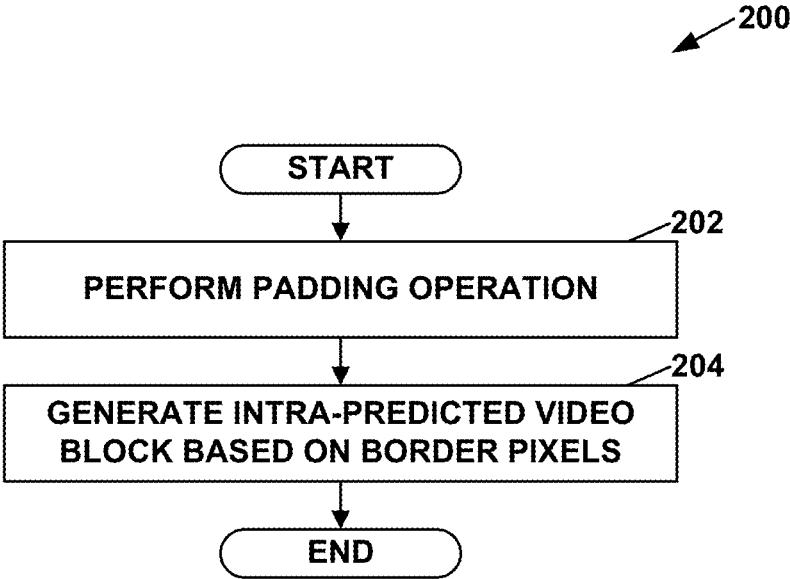 200
START
202
PERFORM PADDING OPERATION
204
GENERATE INTRA-PREDICTED VIDEO
BLOCK BASED ON BORDER PIXELS
END